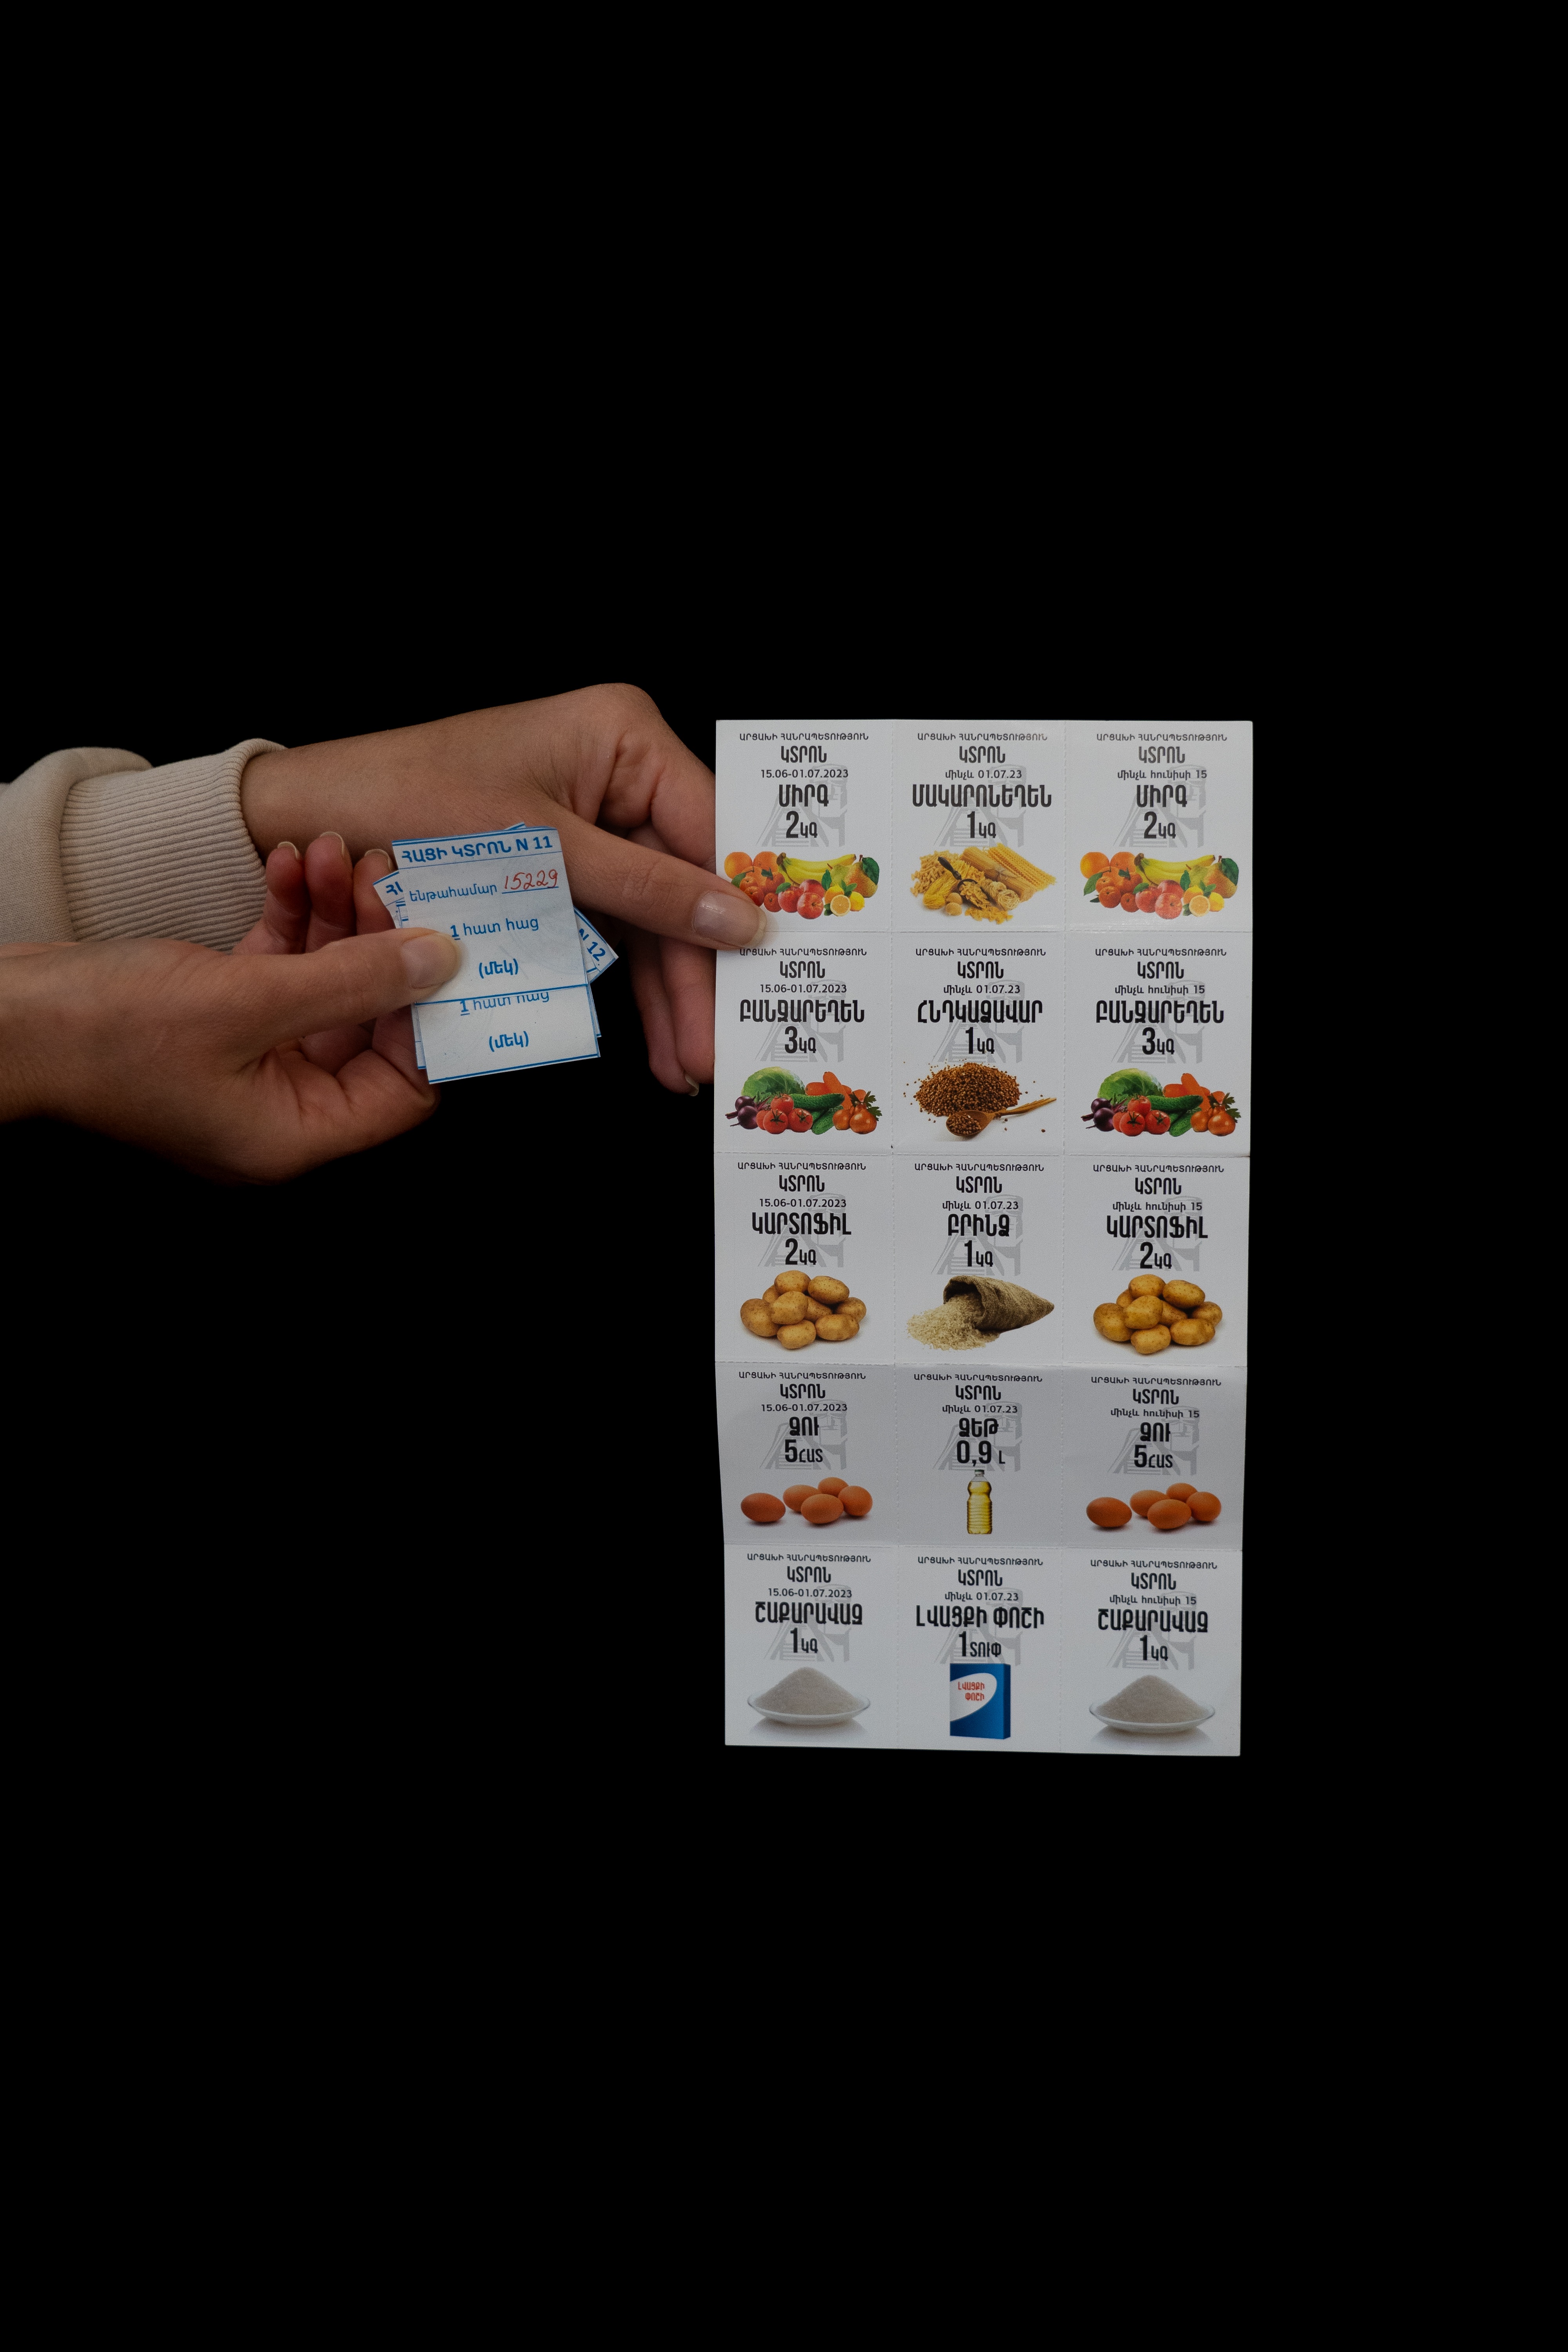 ՀԱՑԻ ԿՏՐՈՆ N 11
ենթահամար 15229
1 հատ հաց
(մեկ)
N 12
1 հատ հաց
(մեկ)
ԱՐՑԱԽԻ ՀԱՆՐԱՊԵՏՈՒԹՅՈՒՆ
ԿՏՐՈՆ
15.06-01.07.2023
ՄԻՐԳ
2ԿԳ
ԱՐՑԱԽԻ ՀԱՆՐԱՊԵՏՈՒԹՅՈՒՆ
ԿՏՐՈՆ
մինչև 01.07.23
ՄԱԿԱՐՈՆԵՂԵՆ
1ԿԳ
ԱՐՑԱԽԻ ՀԱՆՐԱՊԵՏՈՒԹՅՈՒՆ
ԿՏՐՈՆ
մինչև հունիսի 15
ՄԻՐԳ
2ԿԳ
ԱՐՑԱԽԻ ՀԱՆՐԱՊԵՏՈՒԹՅՈՒՆ
ԿՏՐՈՆ
15.06-01.07.2023
ԲԱՆՋԱՐԵՂԵՆ
3ԿԳ
ԱՐՑԱԽԻ ՀԱՆՐԱՊԵՏՈՒԹՅՈՒՆ
ԿՏՐՈՆ
մինչև 01.07.23
ՀՆԴԿԱՁԱՎԱՐ
1ԿԳ
ԱՐՑԱԽԻ ՀԱՆՐԱՊԵՏՈՒԹՅՈՒՆ
ԿՏՐՈՆ
մինչև հունիսի 15
ԲԱՆՋԱՐԵՂԵՆ
3ԿԳ
ԱՐՑԱԽԻ ՀԱՆՐԱՊԵՏՈՒԹՅՈՒՆ
ԿՏՐՈՆ
15.06-01.07.2023
ԿԱՐՏՈՖԻԼ
2ԿԳ
ԱՐՑԱԽԻ ՀԱՆՐԱՊԵՏՈՒԹՅՈՒՆ
ԿՏՐՈՆ
մինչև 01.07.23
ԲՐԻՆՁ
1ԿԳ
ԱՐՑԱԽԻ ՀԱՆՐԱՊԵՏՈՒԹՅՈՒՆ
ԿՏՐՈՆ
մինչև հունիսի 15
ԿԱՐՏՈՖԻԼ
2ԿԳ
ԱՐՑԱԽԻ ՀԱՆՐԱՊԵՏՈՒԹՅՈՒՆ
ԿՏՐՈՆ
15.06-01.07.2023
ՁՈՒ
5ՀԱՏ
ԱՐՑԱԽԻ ՀԱՆՐԱՊԵՏՈՒԹՅՈՒՆ
ԿՏՐՈՆ
մինչև 01.07.23
ՁԵԹ
0,9 Լ
ԱՐՑԱԽԻ ՀԱՆՐԱՊԵՏՈՒԹՅՈՒՆ
ԿՏՐՈՆ
մինչև հունիսի 15
ՁՈՒ
5ՀԱՏ
ԱՐՑԱԽԻ ՀԱՆՐԱՊԵՏՈՒԹՅՈՒՆ
ԿՏՐՈՆ
15.06-01.07.2023
ՇԱՔԱՐԱՎԱԶ
1ԿԳ
ԱՐՑԱԽԻ ՀԱՆՐԱՊԵՏՈՒԹՅՈՒՆ
ԿՏՐՈՆ
մինչև 01.07.23
ԼՎԱՑՔԻ ՓՈՇԻ
1ՏՈՒՓ
ԼՎԱՑՔԻ
ՓՈՇԻ
ԱՐՑԱԽԻ ՀԱՆՐԱՊԵՏՈՒԹՅՈՒՆ
ԿՏՐՈՆ
մինչև հունիսի 15
ՇԱՔԱՐԱՎԱԶ
1ԿԳ